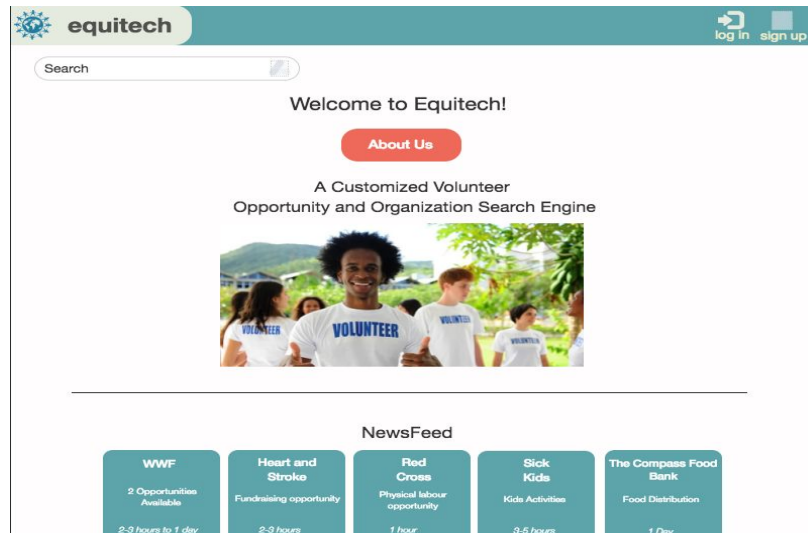 equitech
log in sign up
Search
Welcome to Equitech!
About Us
A Customized Volunteer
Opportunity and Organization Search Engine
VOLUNTEER
VOLUNTEER
VOLUNTEER
VOLUNTEER
NewsFeed
WWF
2 Opportunities
Available
2-3 hours to 1 day
Heart and
Stroke
Fundraising opportunity
2-3 hours
Red
Cross
Physical labour
opportunity
1 hour
Sick
Kids
Kids Activities
3-5 hours
The Compass Food
Bank
Food Distribution
1 Day